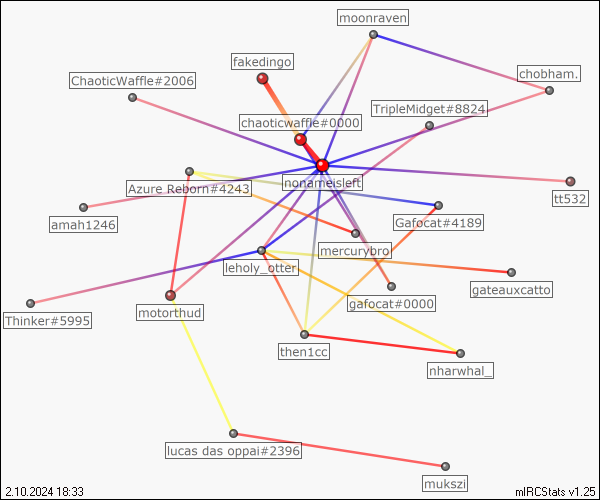 moonraven
fakedingo
ChaoticWaffle#2006
chobham.
TripleMidget#8824
chaoticwaffle#0000
nonameisleft
Azure Reborn#4243
tt532
amah1246
Gafocat#4189
mercurybro
leholy_otter
gateauxcatto
gafocat#0000
Thinker#5995
motorthud
then1cc
nharwhal_
lucas das oppai#2396
mukszi
2.10.2024 18:33
mIRCStats v1.25